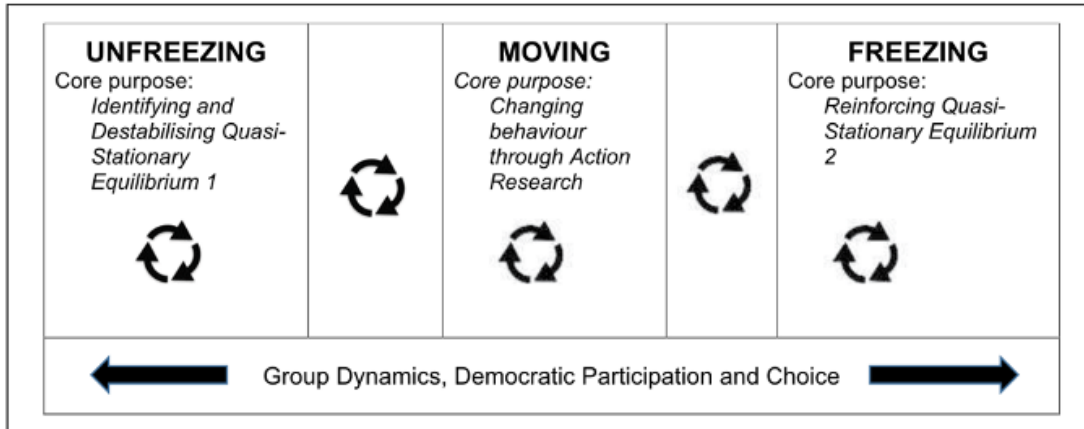 UNFREEZING
Core purpose:
Identifying and
Destabilising Quasi-
Stationary
Equilibrium 1
MOVING
Core purpose:
Changing
behaviour
through Action
Research
FREEZING
Core purpose:
Reinforcing Quasi-
Stationary Equilibrium
2
Group Dynamics, Democratic Participation and Choice